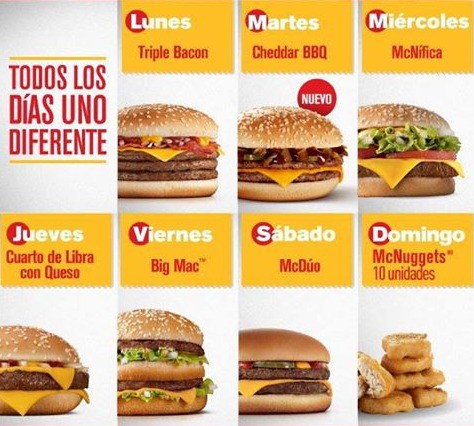 TODOS LOS
DÍAS UNO
DIFERENTE
Lunes
Triple Bacon
Martes
Cheddar BBQ
NUEVO
Miércoles
McNífica
Jueves
Cuarto de Libra
con Queso
Viernes
Big Mac™
Sábado
McDúo
Domingo
McNuggets®
10 unidades